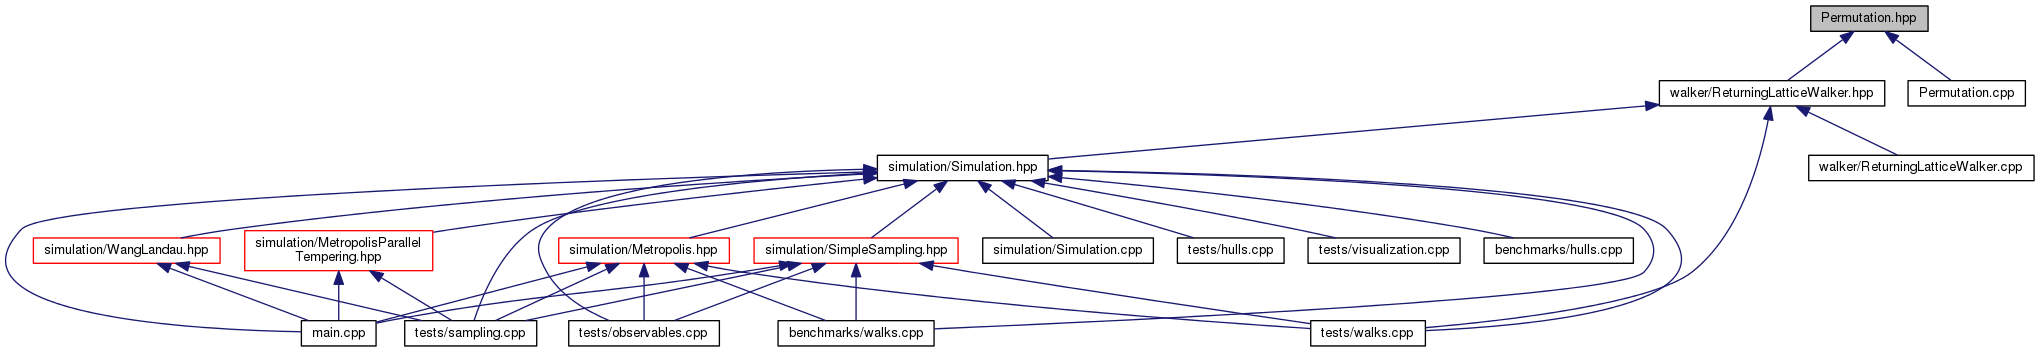 Permutation.hpp
walker/ReturningLatticeWalker.hpp
Permutation.cpp
simulation/Simulation.hpp
walker/ReturningLatticeWalker.cpp
simulation/WangLandau.hpp
simulation/MetropolisParallel
Tempering.hpp
simulation/Metropolis.hpp
simulation/SimpleSampling.hpp
simulation/Simulation.cpp
tests/hulls.cpp
tests/visualization.cpp
benchmarks/hulls.cpp
main.cpp
tests/sampling.cpp
tests/observables.cpp
benchmarks/walks.cpp
tests/walks.cpp